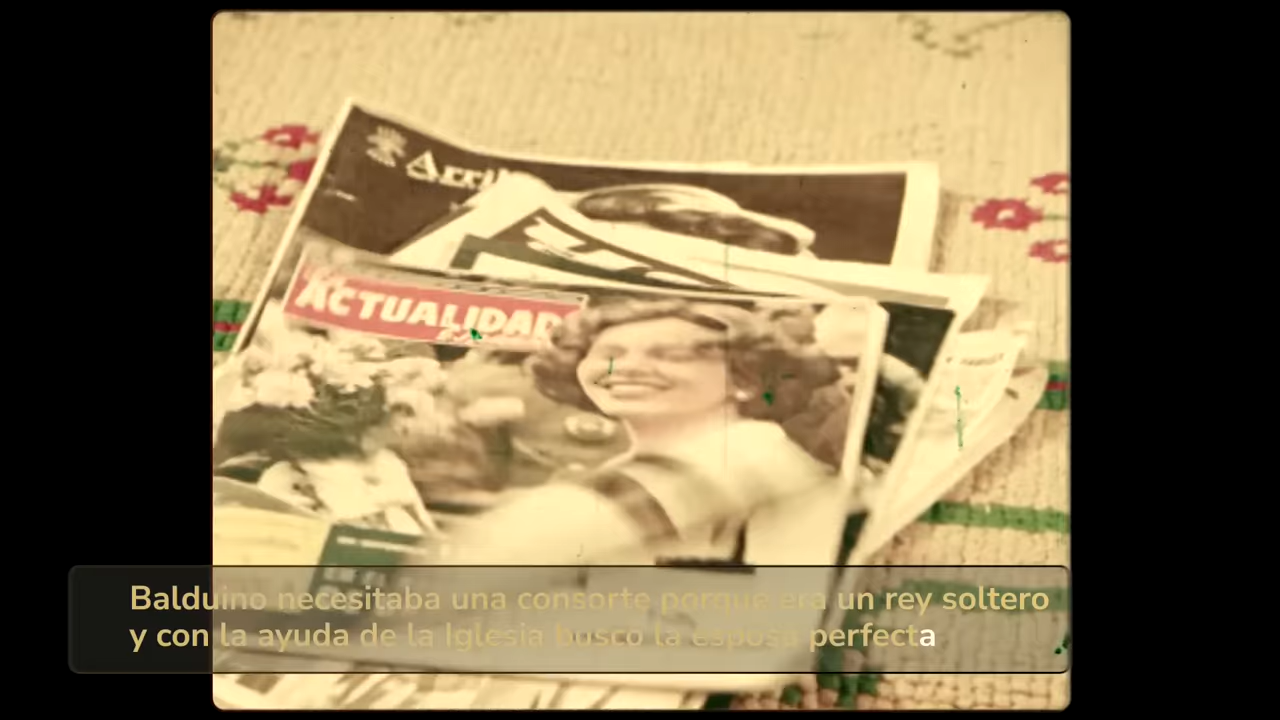 ACTUALIDAD
Balduino necesitaba una consorte porque era un rey soltero
y con la ayuda de la Iglesia busco la esposa perfecta